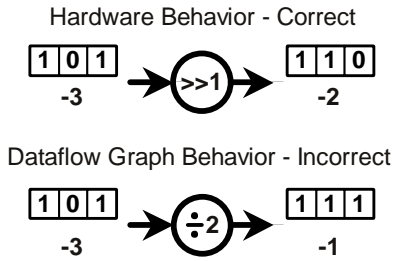 Hardware Behavior - Correct
1 0 1 >>1 1 1 0
-3 -2
Dataflow Graph Behavior - Incorrect
1 0 1 ÷2 1 1 1
-3 -1